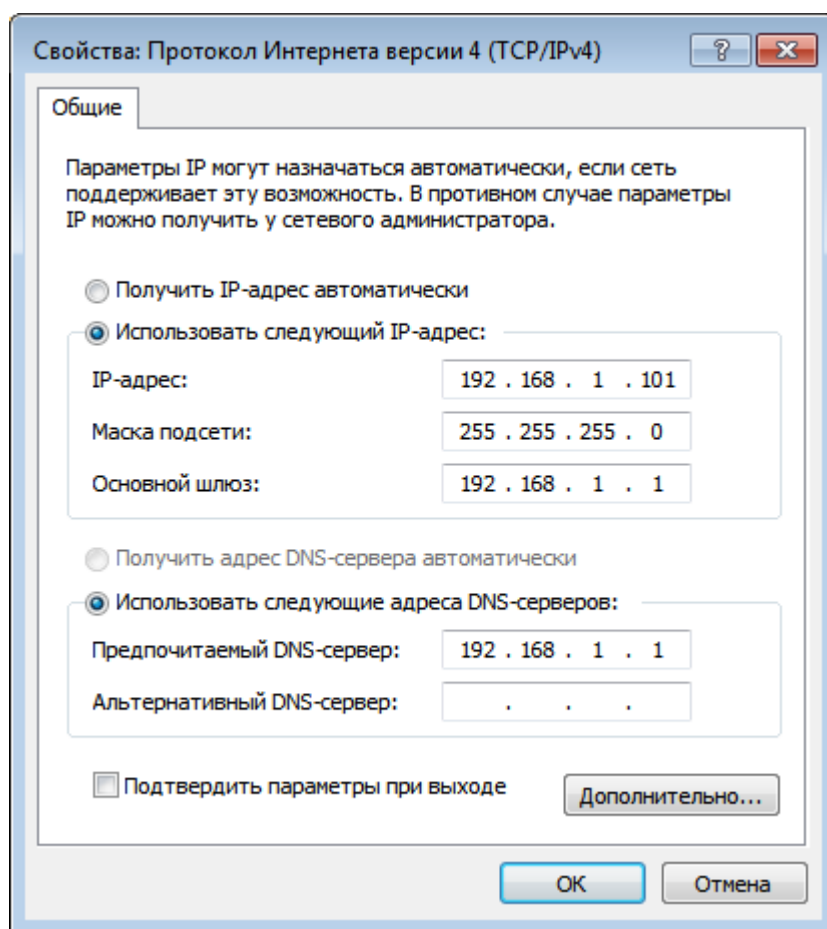 Свойства: Протокол Интернета версии 4 (TCP/IPv4)
Общие
Параметры IP могут назначаться автоматически, если сеть
поддерживает эту возможность. В противном случае параметры
IP можно получить у сетевого администратора.
Получить IP-адрес автоматически
Использовать следующий IP-адрес:
IP-адрес: 192 . 168 . 1 . 101
Маска подсети: 255 . 255 . 255 . 0
Основной шлюз: 192 . 168 . 1 . 1
Получить адрес DNS-сервера автоматически
Использовать следующие адреса DNS-серверов:
Предпочитаемый DNS-сервер: 192 . 168 . 1 . 1
Альтернативный DNS-сервер: . . .
Подтвердить параметры при выходе
Дополнительно...
ОК
Отмена